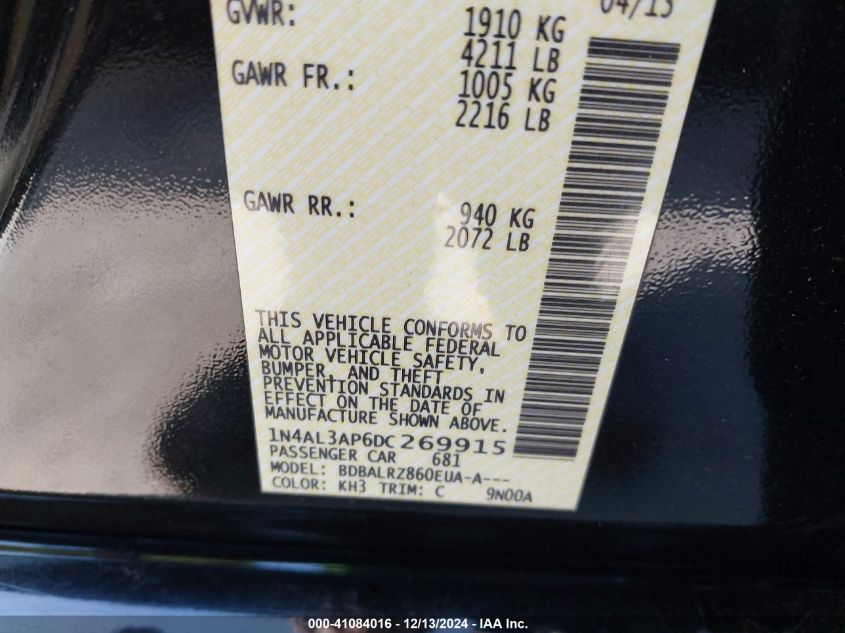 04/13
GVWR: 1910 KG
4211 LB
GAWR FR.: 1005 KG
2216 LB
GAWR RR.: 940 KG
2072 LB
THIS VEHICLE CONFORMS TO
ALL APPLICABLE FEDERAL
MOTOR VEHICLE SAFETY,
BUMPER, AND THEFT
PREVENTION STANDARDS IN
EFFECT ON THE DATE OF
MANUFACTURE SHOWN ABOVE.
1N4AL3AP6DC269915
PASSENGER CAR 681
MODEL: BDBALRZ860EUA-A---
COLOR: KH3 TRIM: C 9N00A
000-41084016 - 12/13/2024 - IAA Inc.